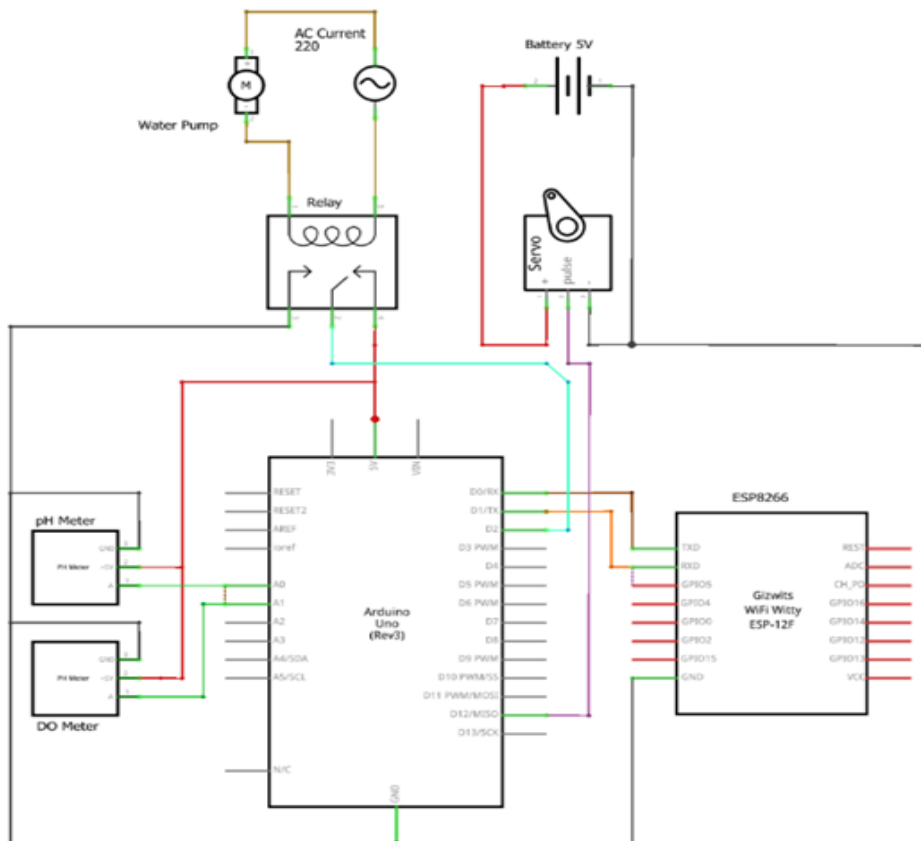 AC Current
220
Battery 5V
M
Water Pump
Relay
Servo
+
pulse
-
3V3
5V
VIN
RESET
RESET2
AREF
ioref
A0
A1
A2
A3
A4/SDA
A5/SCL
N/C
Arduino
Uno
(Rev3)
D0/RX
D1/TX
D2
D3 PWM
D4
D5 PWM
D6 PWM
D7
D8
D9 PWM
D10 PWM/SS
D11 PWM/MOSI
D12/MISO
D13/SCK
GND
pH Meter
PH Meter
GND
+5V
A
PH Meter
GND
+5V
A
DO Meter
ESP8266
TXD
RXD
GPIO5
GPIO4
GPIO0
GPIO2
GPIO15
GND
Gizwits
WiFi Witty
ESP-12F
REST
ADC
CH_PD
GPIO16
GPIO14
GPIO12
GPIO13
VCC